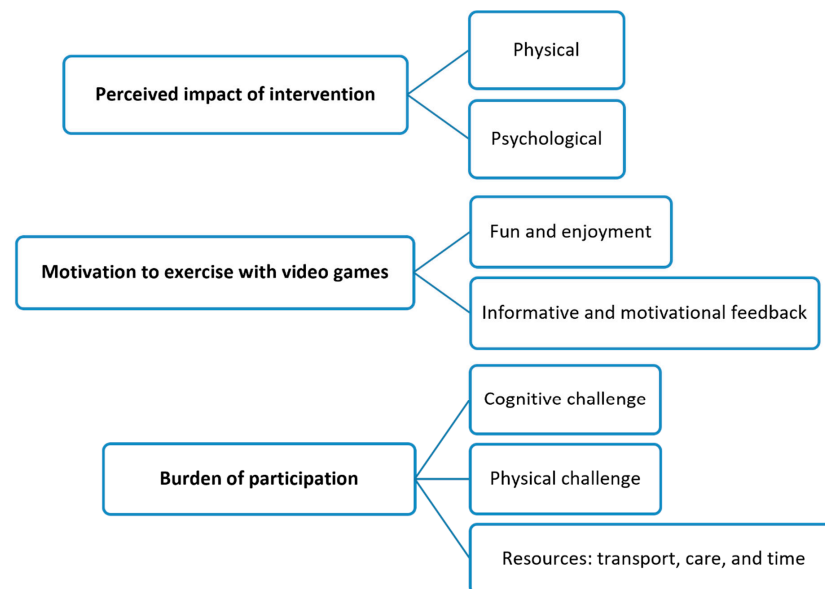 Perceived impact of intervention
Physical
Psychological
Motivation to exercise with video games
Fun and enjoyment
Informative and motivational feedback
Burden of participation
Cognitive challenge
Physical challenge
Resources: transport, care, and time